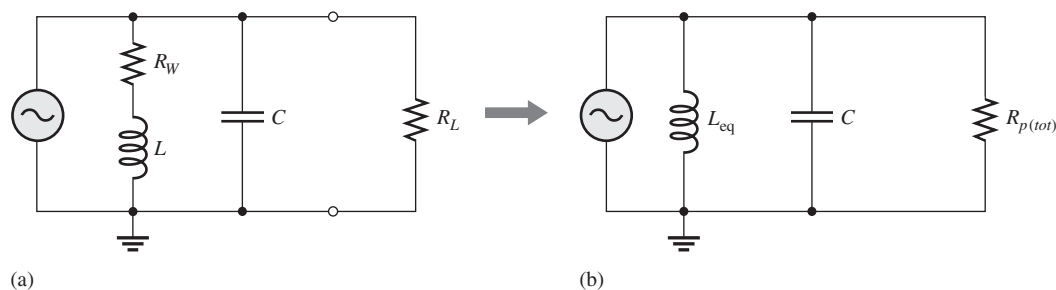 R_W
L
C
R_L
L_eq
C
R_p(tot)
(a)
(b)